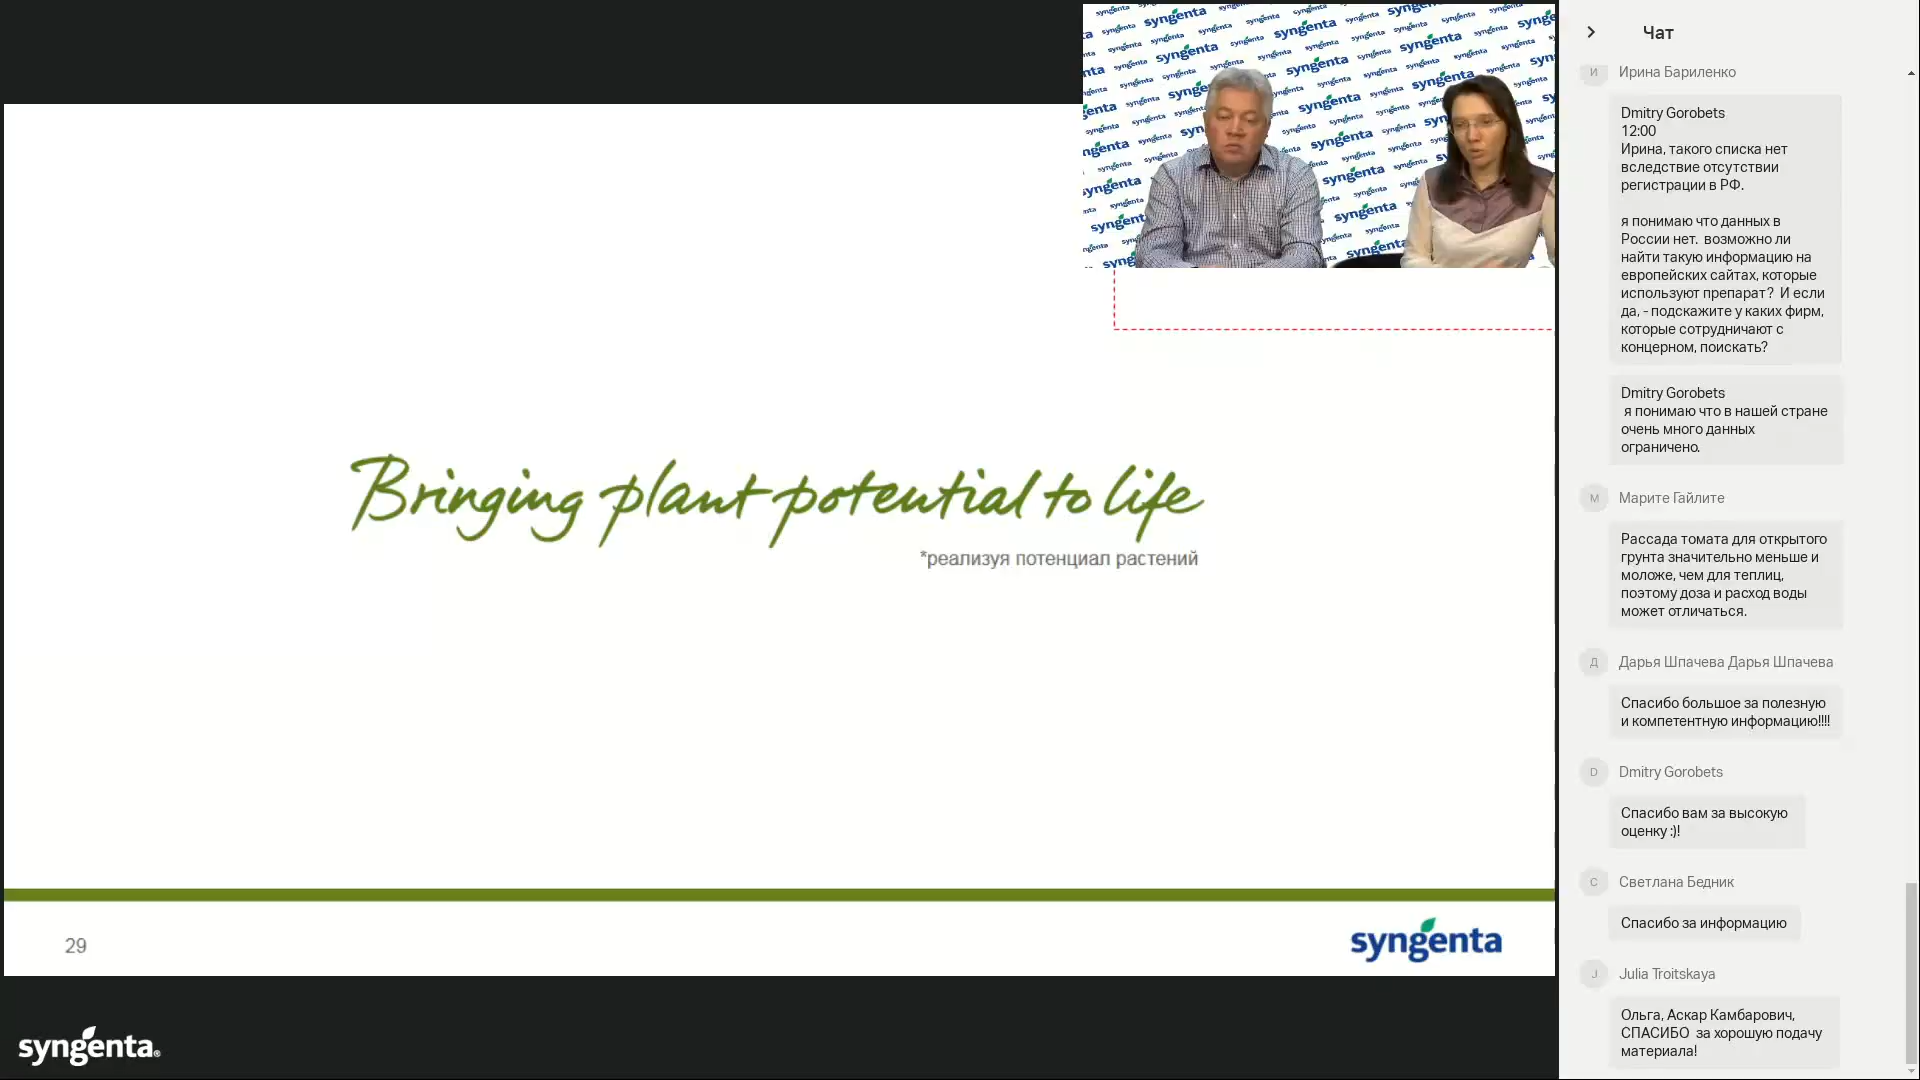 syngenta
Bringing plant potential to life
*реализуя потенциал растений
29
syngenta
syngenta®
Чат
И
Ирина Бариленко
Dmitry Gorobets
12:00
Ирина, такого списка нет
вследствие отсутствии
регистрации в РФ.
я понимаю что данных в
России нет.  возможно ли
найти такую информацию на
европейских сайтах, которые
используют препарат?  И если
да, - подскажите у каких фирм,
которые сотрудничают с
концерном, поискать?
Dmitry Gorobets
я понимаю что в нашей стране
очень много данных
ограничено.
М
Марите Гайлите
Рассада томата для открытого
грунта значительно меньше и
моложе, чем для теплиц,
поэтому доза и расход воды
может отличаться.
Д
Дарья Шпачева Дарья Шпачева
Спасибо большое за полезную
и компетентную информацию!!!!
D
Dmitry Gorobets
Спасибо вам за высокую
оценку :)!
С
Светлана Бедник
Спасибо за информацию
J
Julia Troitskaya
Ольга, Аскар Камбарович,
СПАСИБО  за хорошую подачу
материала!